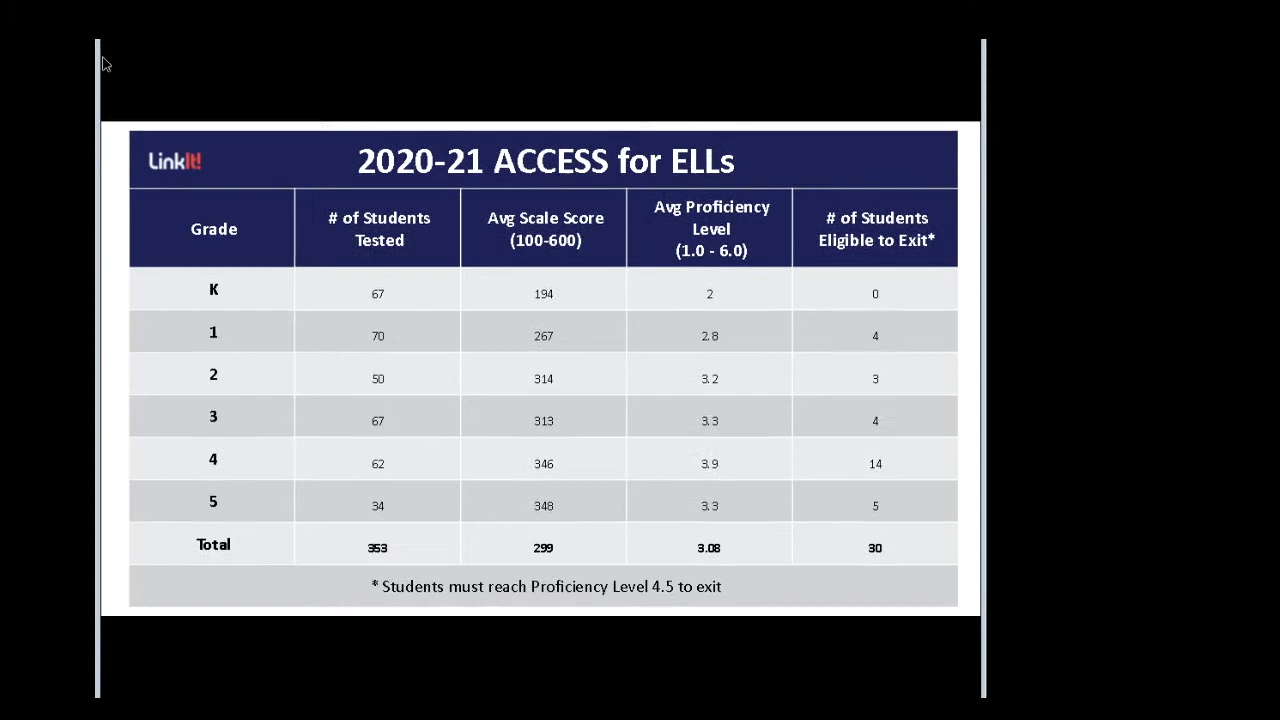 LinkIt!
2020-21 ACCESS for ELLs
Grade
# of Students
Tested
Avg Scale Score
(100-600)
Avg Proficiency
Level
(1.0 - 6.0)
# of Students
Eligible to Exit*
K 67 194 2 0
1 70 267 2.8 4
2 50 314 3.2 3
3 67 313 3.3 4
4 62 346 3.9 14
5 34 348 3.3 5
Total 353 299 3.08 30
* Students must reach Proficiency Level 4.5 to exit